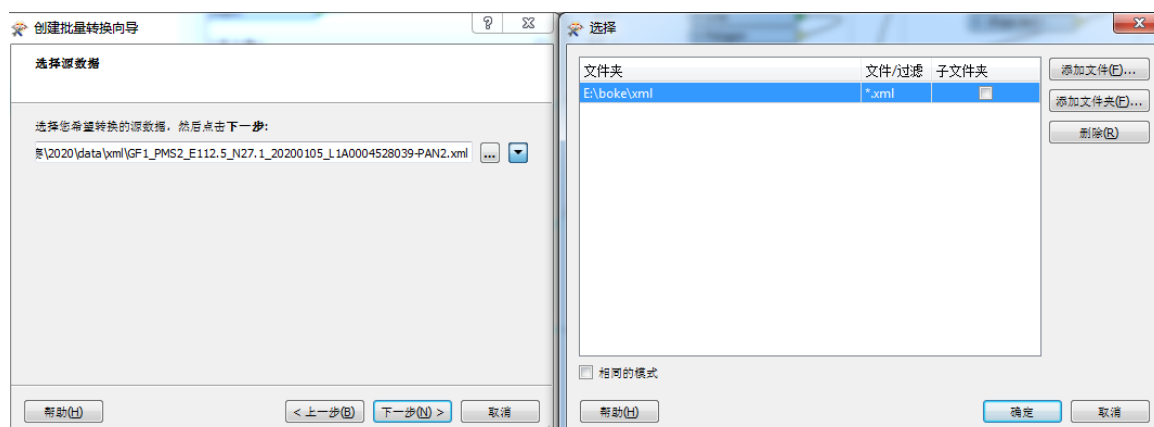 创建批量转换向导
选择源数据
选择您希望转换的源数据，然后点击下一步:
\2020\data\xml\GF1_PMS2_E112.5_N27.1_20200105_L1A0004528039-PAN2.xml
...
帮助(H)
< 上一步(B)
下一步(N) >
取消
选择
文件夹 文件/过滤 子文件夹
E:\boke\xml *.xml
添加文件(F)...
添加文件夹(F)...
删除(R)
相同的模式
帮助(H)
确定
取消